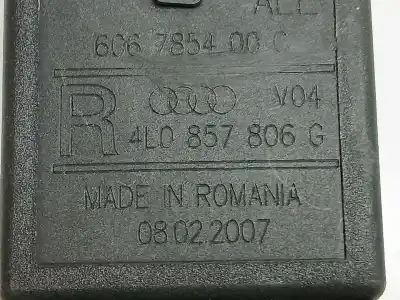 606 7854 00 C
R V04
4L0 857 806 G
MADE IN ROMANIA
08.02.2007